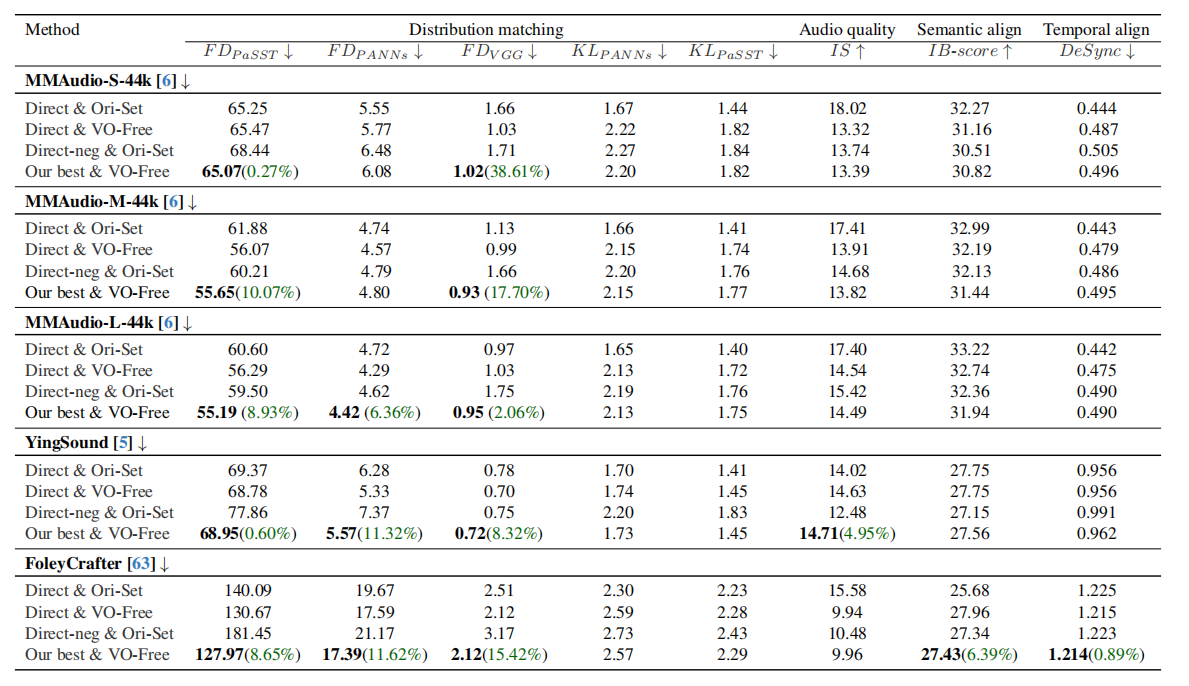 Method Distribution matching Audio quality Semantic align Temporal align
FD_PaSST ↓ FD_PANNs ↓ FD_VGG ↓ KL_PANNs ↓ KL_PaSST ↓ IS ↑ IB-score ↑ DeSync ↓
MMAudio-S-44k [6] ↓
Direct & Ori-Set 65.25 5.55 1.66 1.67 1.44 18.02 32.27 0.444
Direct & VO-Free 65.47 5.77 1.03 2.22 1.82 13.32 31.16 0.487
Direct-neg & Ori-Set 68.44 6.48 1.71 2.27 1.84 13.74 30.51 0.505
Our best & VO-Free 65.07(0.27%) 6.08 1.02(38.61%) 2.20 1.82 13.39 30.82 0.496
MMAudio-M-44k [6] ↓
Direct & Ori-Set 61.88 4.74 1.13 1.66 1.41 17.41 32.99 0.443
Direct & VO-Free 56.07 4.57 0.99 2.15 1.74 13.91 32.19 0.479
Direct-neg & Ori-Set 60.21 4.79 1.66 2.20 1.76 14.68 32.13 0.486
Our best & VO-Free 55.65(10.07%) 4.80 0.93 (17.70%) 2.15 1.77 13.82 31.44 0.495
MMAudio-L-44k [6] ↓
Direct & Ori-Set 60.60 4.72 0.97 1.65 1.40 17.40 33.22 0.442
Direct & VO-Free 56.29 4.29 1.03 2.13 1.72 14.54 32.74 0.475
Direct-neg & Ori-Set 59.50 4.62 1.75 2.19 1.76 15.42 32.36 0.490
Our best & VO-Free 55.19 (8.93%) 4.42 (6.36%) 0.95 (2.06%) 2.13 1.75 14.49 31.94 0.490
YingSound [5] ↓
Direct & Ori-Set 69.37 6.28 0.78 1.70 1.41 14.02 27.75 0.956
Direct & VO-Free 68.78 5.33 0.70 1.74 1.45 14.63 27.75 0.956
Direct-neg & Ori-Set 77.86 7.37 0.75 2.20 1.83 12.48 27.15 0.991
Our best & VO-Free 68.95(0.60%) 5.57(11.32%) 0.72(8.32%) 1.73 1.45 14.71(4.95%) 27.56 0.962
FoleyCrafter [63] ↓
Direct & Ori-Set 140.09 19.67 2.51 2.30 2.23 15.58 25.68 1.225
Direct & VO-Free 130.67 17.59 2.12 2.59 2.28 9.94 27.96 1.215
Direct-neg & Ori-Set 181.45 21.17 3.17 2.73 2.43 10.48 27.34 1.223
Our best & VO-Free 127.97(8.65%) 17.39(11.62%) 2.12(15.42%) 2.57 2.29 9.96 27.43(6.39%) 1.214(0.89%)